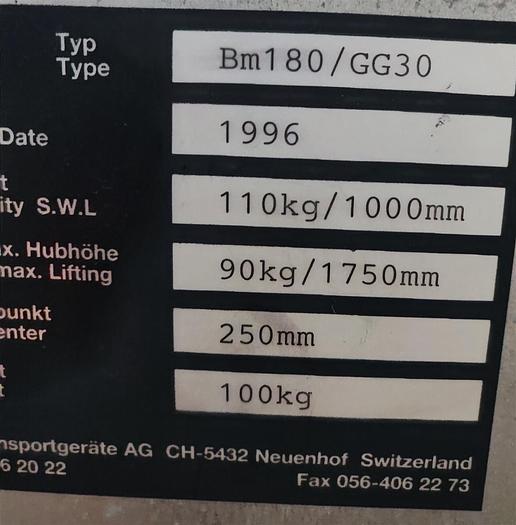 Typ
Type Bm180/GG30
Date 1996
t
ity S.W.L 110kg/1000mm
x. Hubhöhe
max. Lifting 90kg/1750mm
punkt
enter 250mm
t
t 100kg
nsportgeräte AG CH-5432 Neuenhof Switzerland
6 20 22 Fax 056-406 22 73